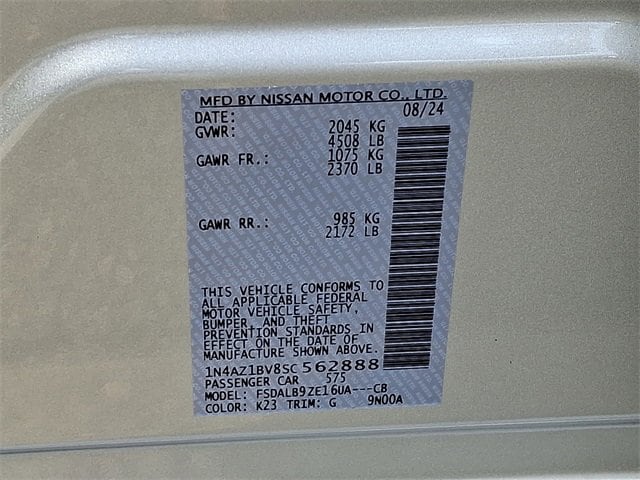 MFD BY NISSAN MOTOR CO., LTD.
DATE: 08/24
GVWR: 2045 KG
4508 LB
GAWR FR.: 1075 KG
2370 LB
GAWR RR.: 985 KG
2172 LB
THIS VEHICLE CONFORMS TO
ALL APPLICABLE FEDERAL
MOTOR VEHICLE SAFETY,
BUMPER, AND THEFT
PREVENTION STANDARDS IN
EFFECT ON THE DATE OF
MANUFACTURE SHOWN ABOVE.
1N4AZ1BV8SC562888
PASSENGER CAR 575
MODEL: FSDALB9ZE16UA---CB
COLOR: K23 TRIM: G 9N00A